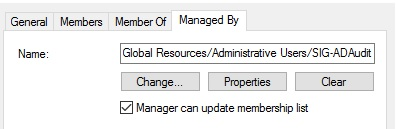 General Members Member Of Managed By
Name: Global Resources/Administrative Users/SIG-ADAudit
Change... Properties Clear
Manager can update membership list